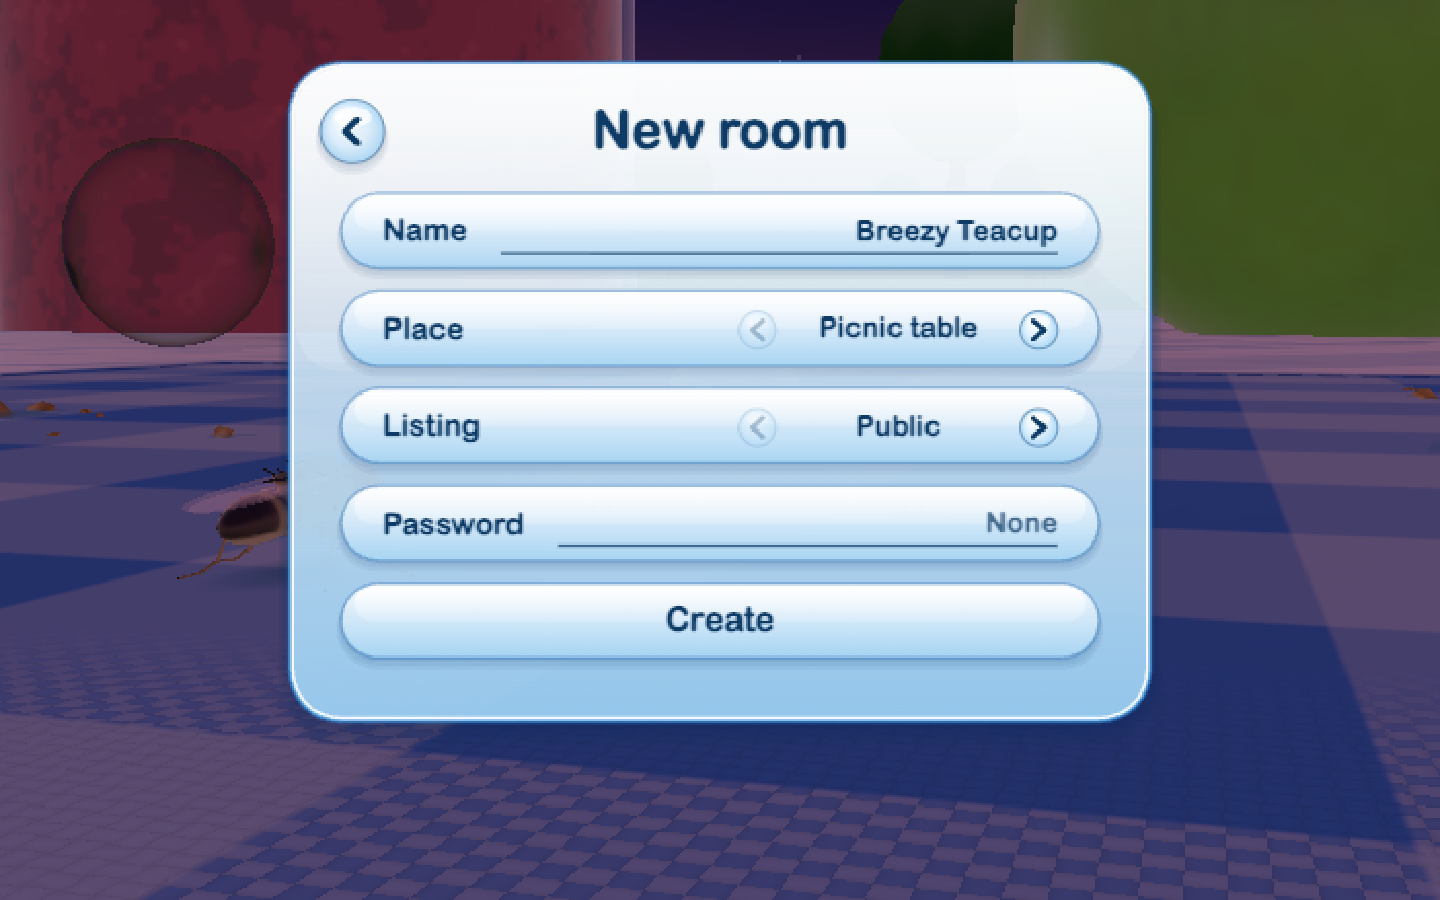 New room
Name Breezy Teacup
Place Picnic table
Listing Public
Password None
Create